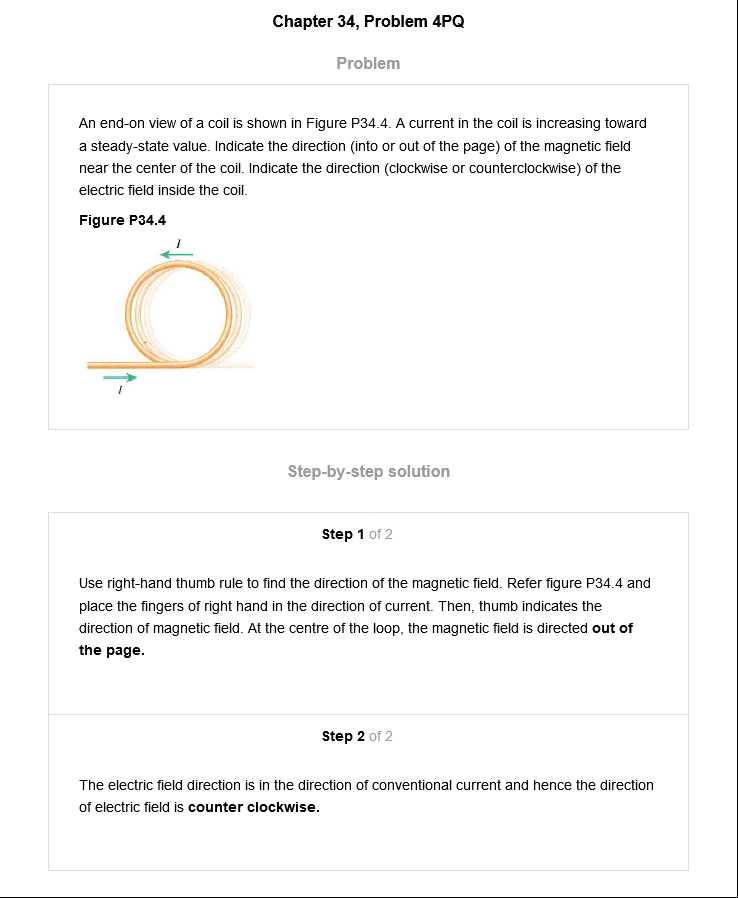 Chapter 34, Problem 4PQ
Problem
An end-on view of a coil is shown in Figure P34.4. A current in the coil is increasing toward
a steady-state value. Indicate the direction (into or out of the page) of the magnetic field
near the center of the coil. Indicate the direction (clockwise or counterclockwise) of the
electric field inside the coil.
Figure P34.4
I
I
Step-by-step solution
Step 1 of 2
Use right-hand thumb rule to find the direction of the magnetic field. Refer figure P34.4 and
place the fingers of right hand in the direction of current. Then, thumb indicates the
direction of magnetic field. At the centre of the loop, the magnetic field is directed out of
the page.
Step 2 of 2
The electric field direction is in the direction of conventional current and hence the direction
of electric field is counter clockwise.